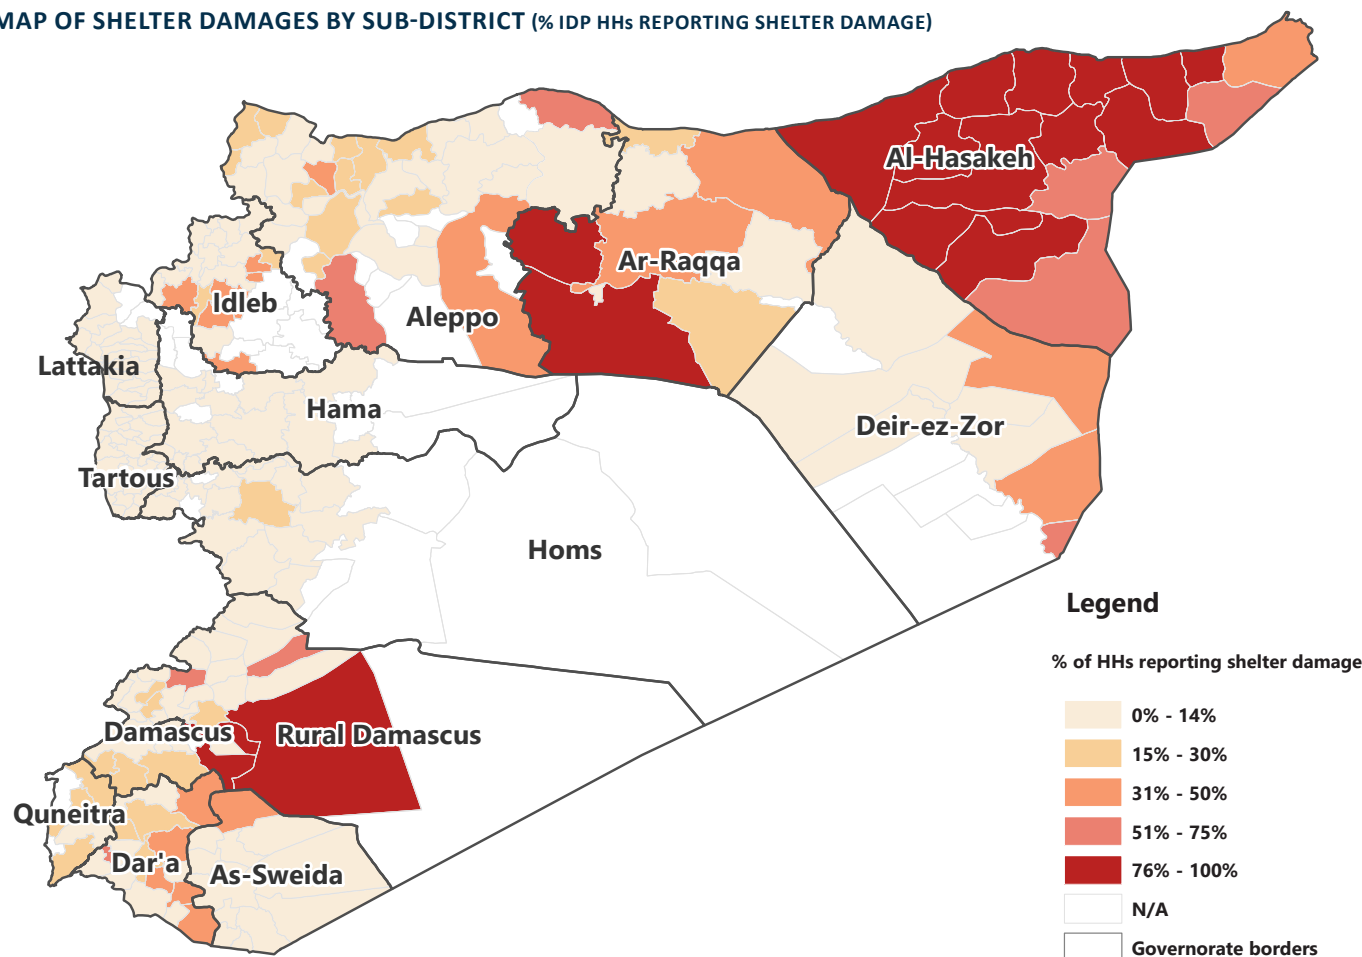 MAP OF SHELTER DAMAGES BY SUB-DISTRICT (% IDP HHs REPORTING SHELTER DAMAGE)
Al-Hasakeh
Ar-Raqqa
Idleb
Aleppo
Lattakia
Hama
Deir-ez-Zor
Tartous
Homs
Damascus
Rural Damascus
Quneitra
Dar'a
As-Sweida
Legend
% of HHs reporting shelter damage
0% - 14%
15% - 30%
31% - 50%
51% - 75%
76% - 100%
N/A
Governorate borders